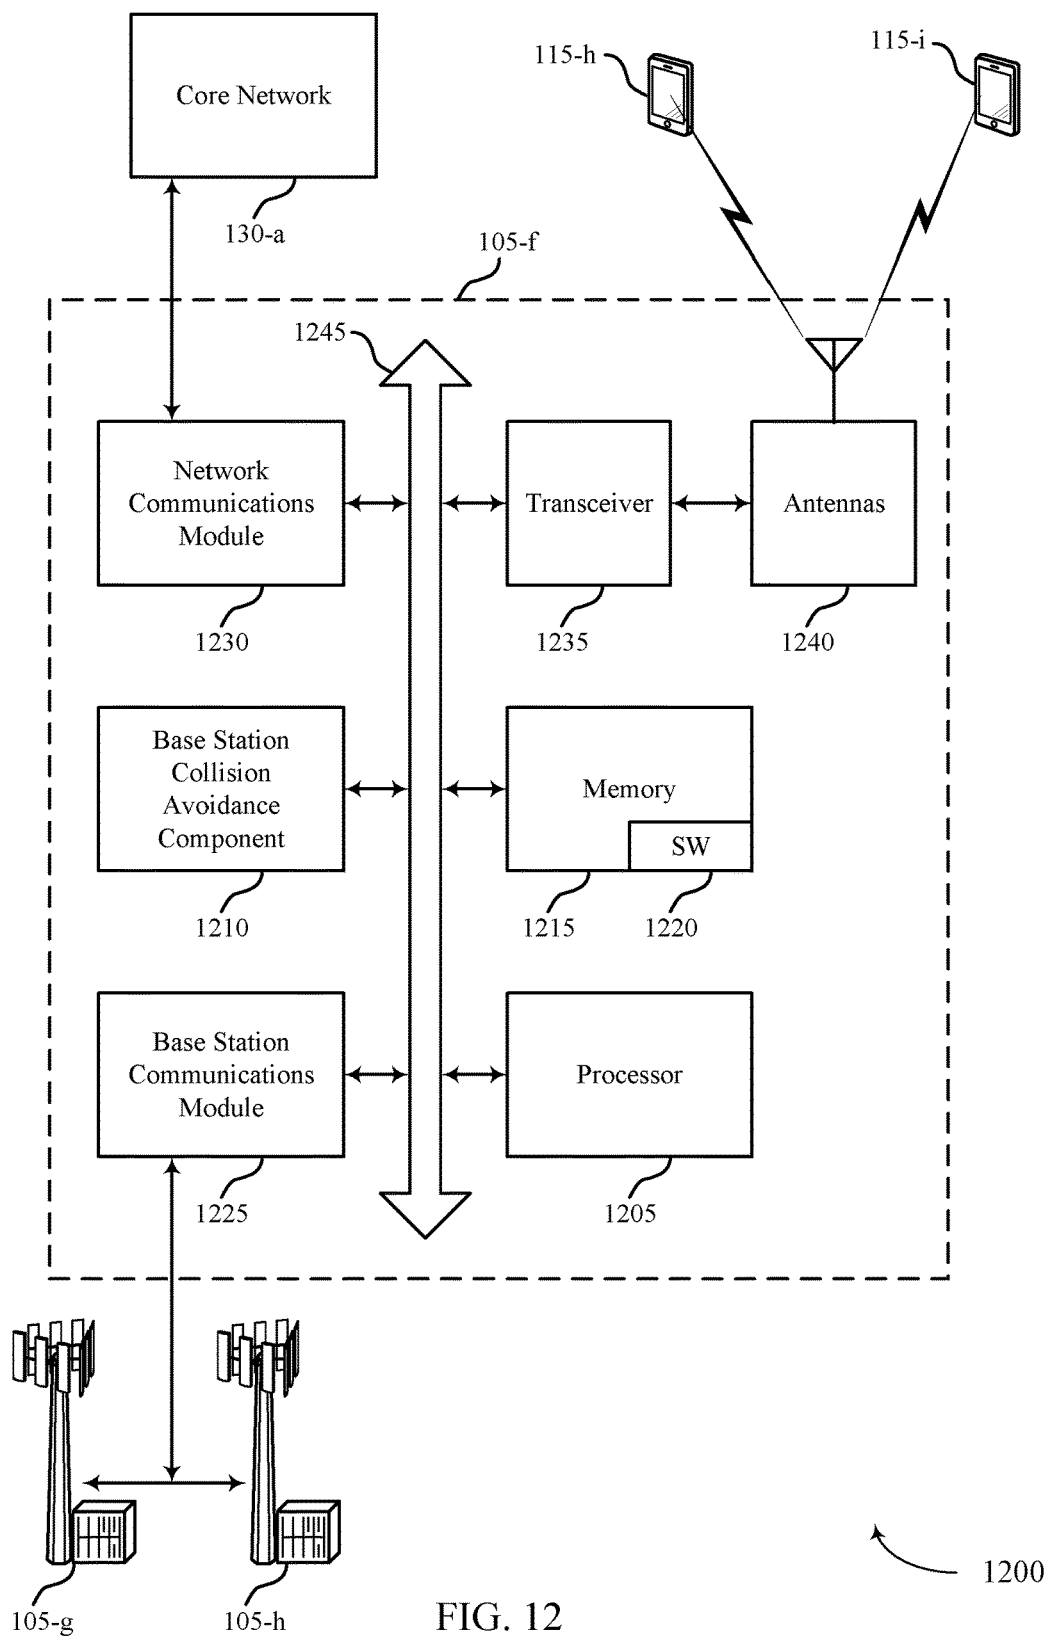 Core Network
130-a
115-h
115-i
105-f
1245
Network
Communications
Module
1230
Transceiver
1235
Antennas
1240
Base Station
Collision
Avoidance
Component
1210
Memory
SW
1215
1220
Base Station
Communications
Module
1225
Processor
1205
105-g
105-h
1200
FIG. 12